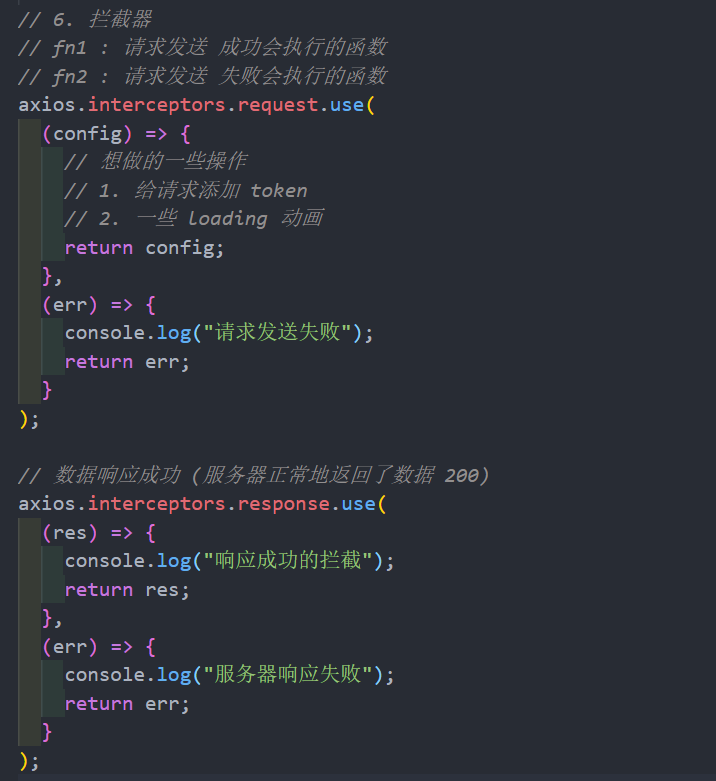 // 6. 拦截器
// fn1 : 请求发送 成功会执行的函数
// fn2 : 请求发送 失败会执行的函数
axios.interceptors.request.use(
  (config) => {
    // 想做的一些操作
    // 1. 给请求添加 token
    // 2. 一些 loading 动画
    return config;
  },
  (err) => {
    console.log("请求发送失败");
    return err;
  }
);

// 数据响应成功 (服务器正常地返回了数据 200)
axios.interceptors.response.use(
  (res) => {
    console.log("响应成功的拦截");
    return res;
  },
  (err) => {
    console.log("服务器响应失败");
    return err;
  }
);